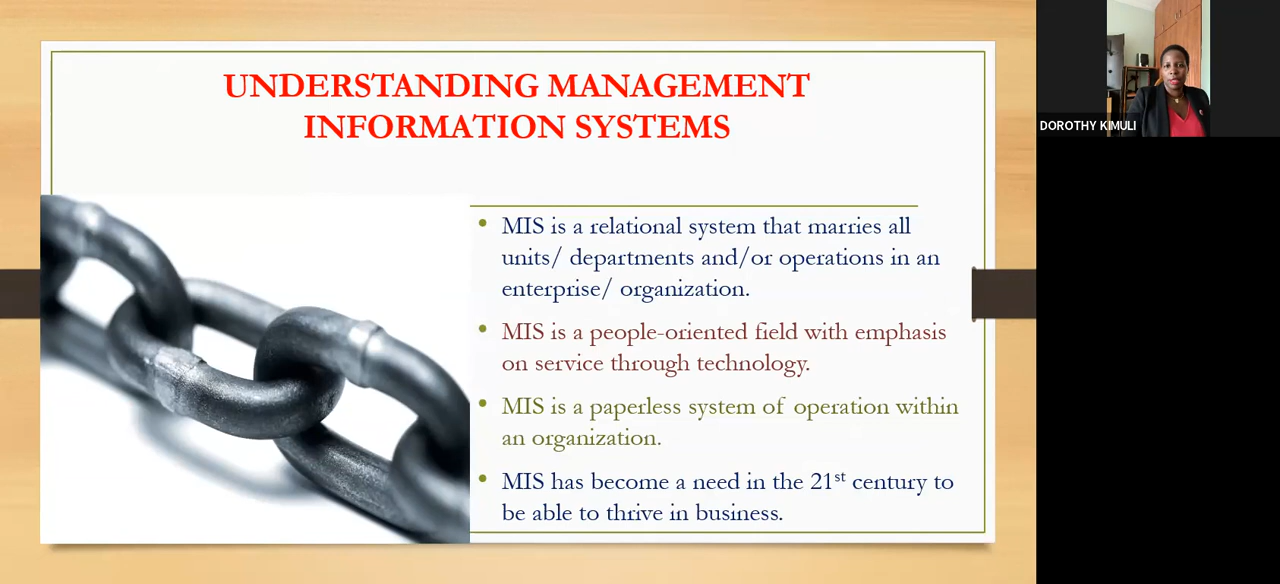 UNDERSTANDING MANAGEMENT
INFORMATION SYSTEMS
• MIS is a relational system that marries all
units/ departments and/or operations in an
enterprise/ organization.
• MIS is a people-oriented field with emphasis
on service through technology.
• MIS is a paperless system of operation within
an organization.
• MIS has become a need in the 21st century to
be able to thrive in business.
DOROTHY KIMULI